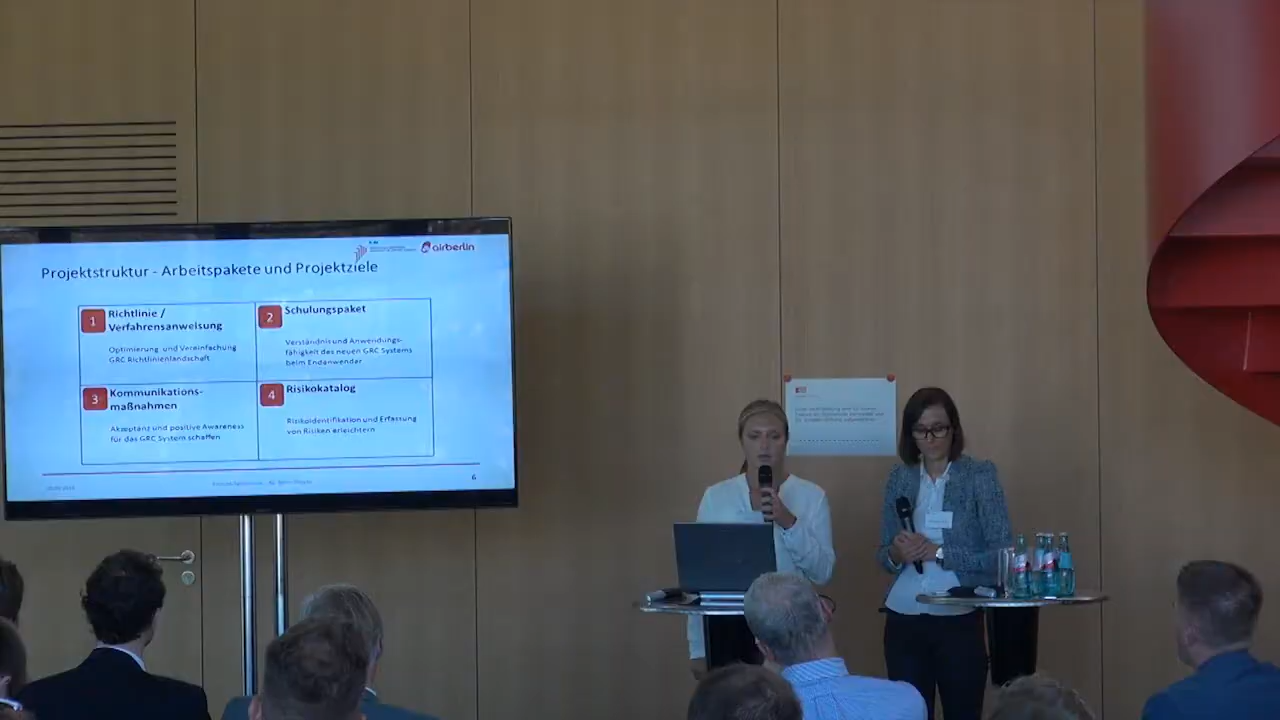 airberlin
Projektstruktur - Arbeitspakete und Projektziele
1 Richtlinie /
Verfahrensanweisung
Optimierung und Vereinfachung
GRC Richtlinienlandschaft
2 Schulungspaket
Verständnis und Anwendungs-
fähigkeit des neuen GRC Systems
beim Endanwender
3 Kommunikations-
maßnahmen
Akzeptanz und positive Awareness
für das GRC System schaffen
4 Risikokatalog
Risikoidentifikation und Erfassung
von Risiken erleichtern
6